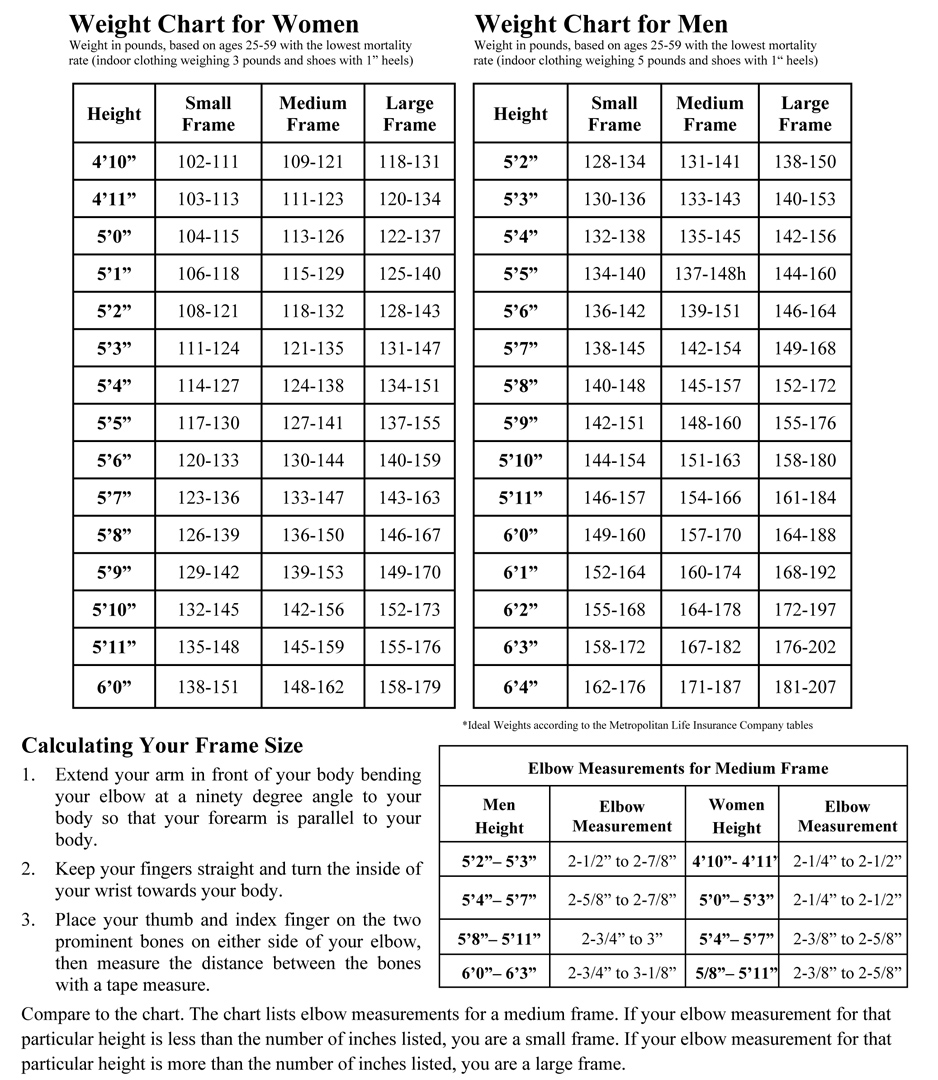 Weight Chart for Women
Weight in pounds, based on ages 25-59 with the lowest mortality
rate (indoor clothing weighing 3 pounds and shoes with 1” heels)
Height Small Frame Medium Frame Large Frame
4’10” 102-111 109-121 118-131
4’11” 103-113 111-123 120-134
5’0” 104-115 113-126 122-137
5’1” 106-118 115-129 125-140
5’2” 108-121 118-132 128-143
5’3” 111-124 121-135 131-147
5’4” 114-127 124-138 134-151
5’5” 117-130 127-141 137-155
5’6” 120-133 130-144 140-159
5’7” 123-136 133-147 143-163
5’8” 126-139 136-150 146-167
5’9” 129-142 139-153 149-170
5’10” 132-145 142-156 152-173
5’11” 135-148 145-159 155-176
6’0” 138-151 148-162 158-179
Weight Chart for Men
Weight in pounds, based on ages 25-59 with the lowest mortality
rate (indoor clothing weighing 5 pounds and shoes with 1“ heels)
Height Small Frame Medium Frame Large Frame
5’2” 128-134 131-141 138-150
5’3” 130-136 133-143 140-153
5’4” 132-138 135-145 142-156
5’5” 134-140 137-148h 144-160
5’6” 136-142 139-151 146-164
5’7” 138-145 142-154 149-168
5’8” 140-148 145-157 152-172
5’9” 142-151 148-160 155-176
5’10” 144-154 151-163 158-180
5’11” 146-157 154-166 161-184
6’0” 149-160 157-170 164-188
6’1” 152-164 160-174 168-192
6’2” 155-168 164-178 172-197
6’3” 158-172 167-182 176-202
6’4” 162-176 171-187 181-207
*Ideal Weights according to the Metropolitan Life Insurance Company tables
Calculating Your Frame Size
1. Extend your arm in front of your body bending
your elbow at a ninety degree angle to your
body so that your forearm is parallel to your
body.
2. Keep your fingers straight and turn the inside of
your wrist towards your body.
3. Place your thumb and index finger on the two
prominent bones on either side of your elbow,
then measure the distance between the bones
with a tape measure.
Elbow Measurements for Medium Frame
Men Height Elbow Measurement Women Height Elbow Measurement
5’2”– 5’3” 2-1/2” to 2-7/8” 4’10”- 4’11’ 2-1/4” to 2-1/2”
5’4”– 5’7” 2-5/8” to 2-7/8” 5’0”– 5’3” 2-1/4” to 2-1/2”
5’8”– 5’11” 2-3/4” to 3” 5’4”– 5’7” 2-3/8” to 2-5/8”
6’0”– 6’3” 2-3/4” to 3-1/8” 5/8”– 5’11” 2-3/8” to 2-5/8”
Compare to the chart. The chart lists elbow measurements for a medium frame. If your elbow measurement for that
particular height is less than the number of inches listed, you are a small frame. If your elbow measurement for that
particular height is more than the number of inches listed, you are a large frame.